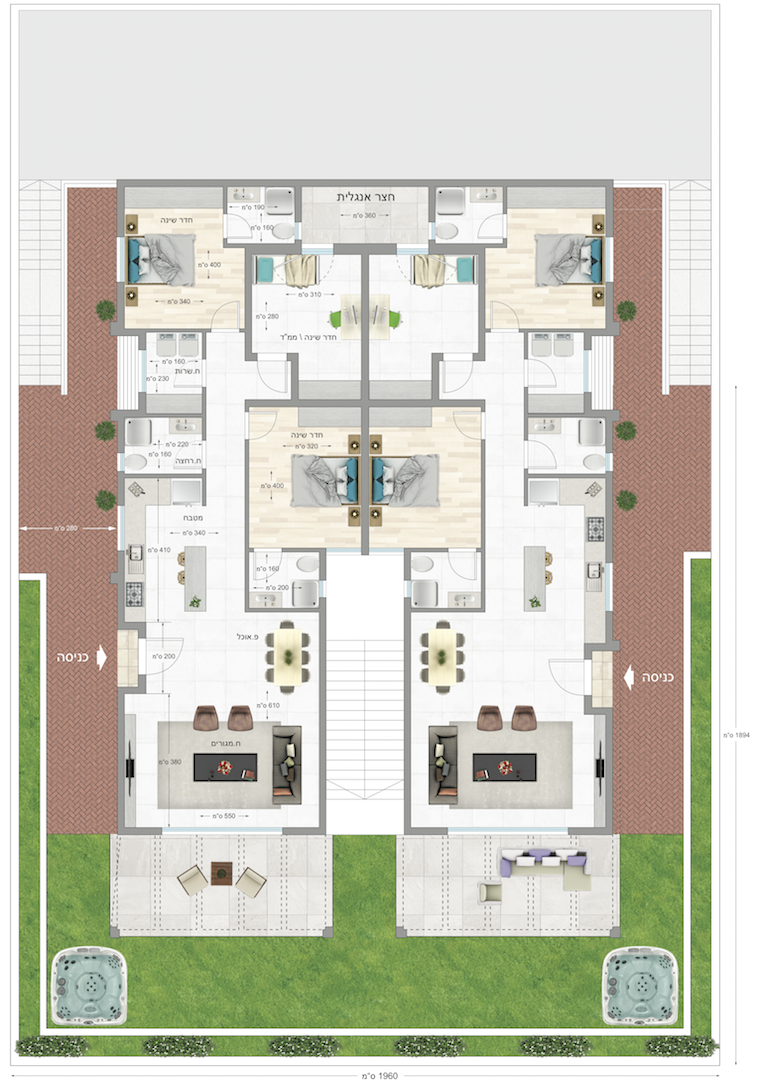 חצר אנגלית
360 ס"מ
190 ס"מ
160 ס"מ
חדר שינה
400 ס"מ
340 ס"מ
310 ס"מ
280 ס"מ
חדר שינה \ ממ"ד
160 ס"מ
ח.שרות
230 ס"מ
220 ס"מ
160 ס"מ
ח.רחצה
חדר שינה
320 ס"מ
400 ס"מ
מטבח
340 ס"מ
280 ס"מ
410 ס"מ
160 ס"מ
200 ס"מ
פ.אוכל
כניסה
200 ס"מ
כניסה
610 ס"מ
1894 ס"מ
ח.מגורים
380 ס"מ
550 ס"מ
1960 ס"מ